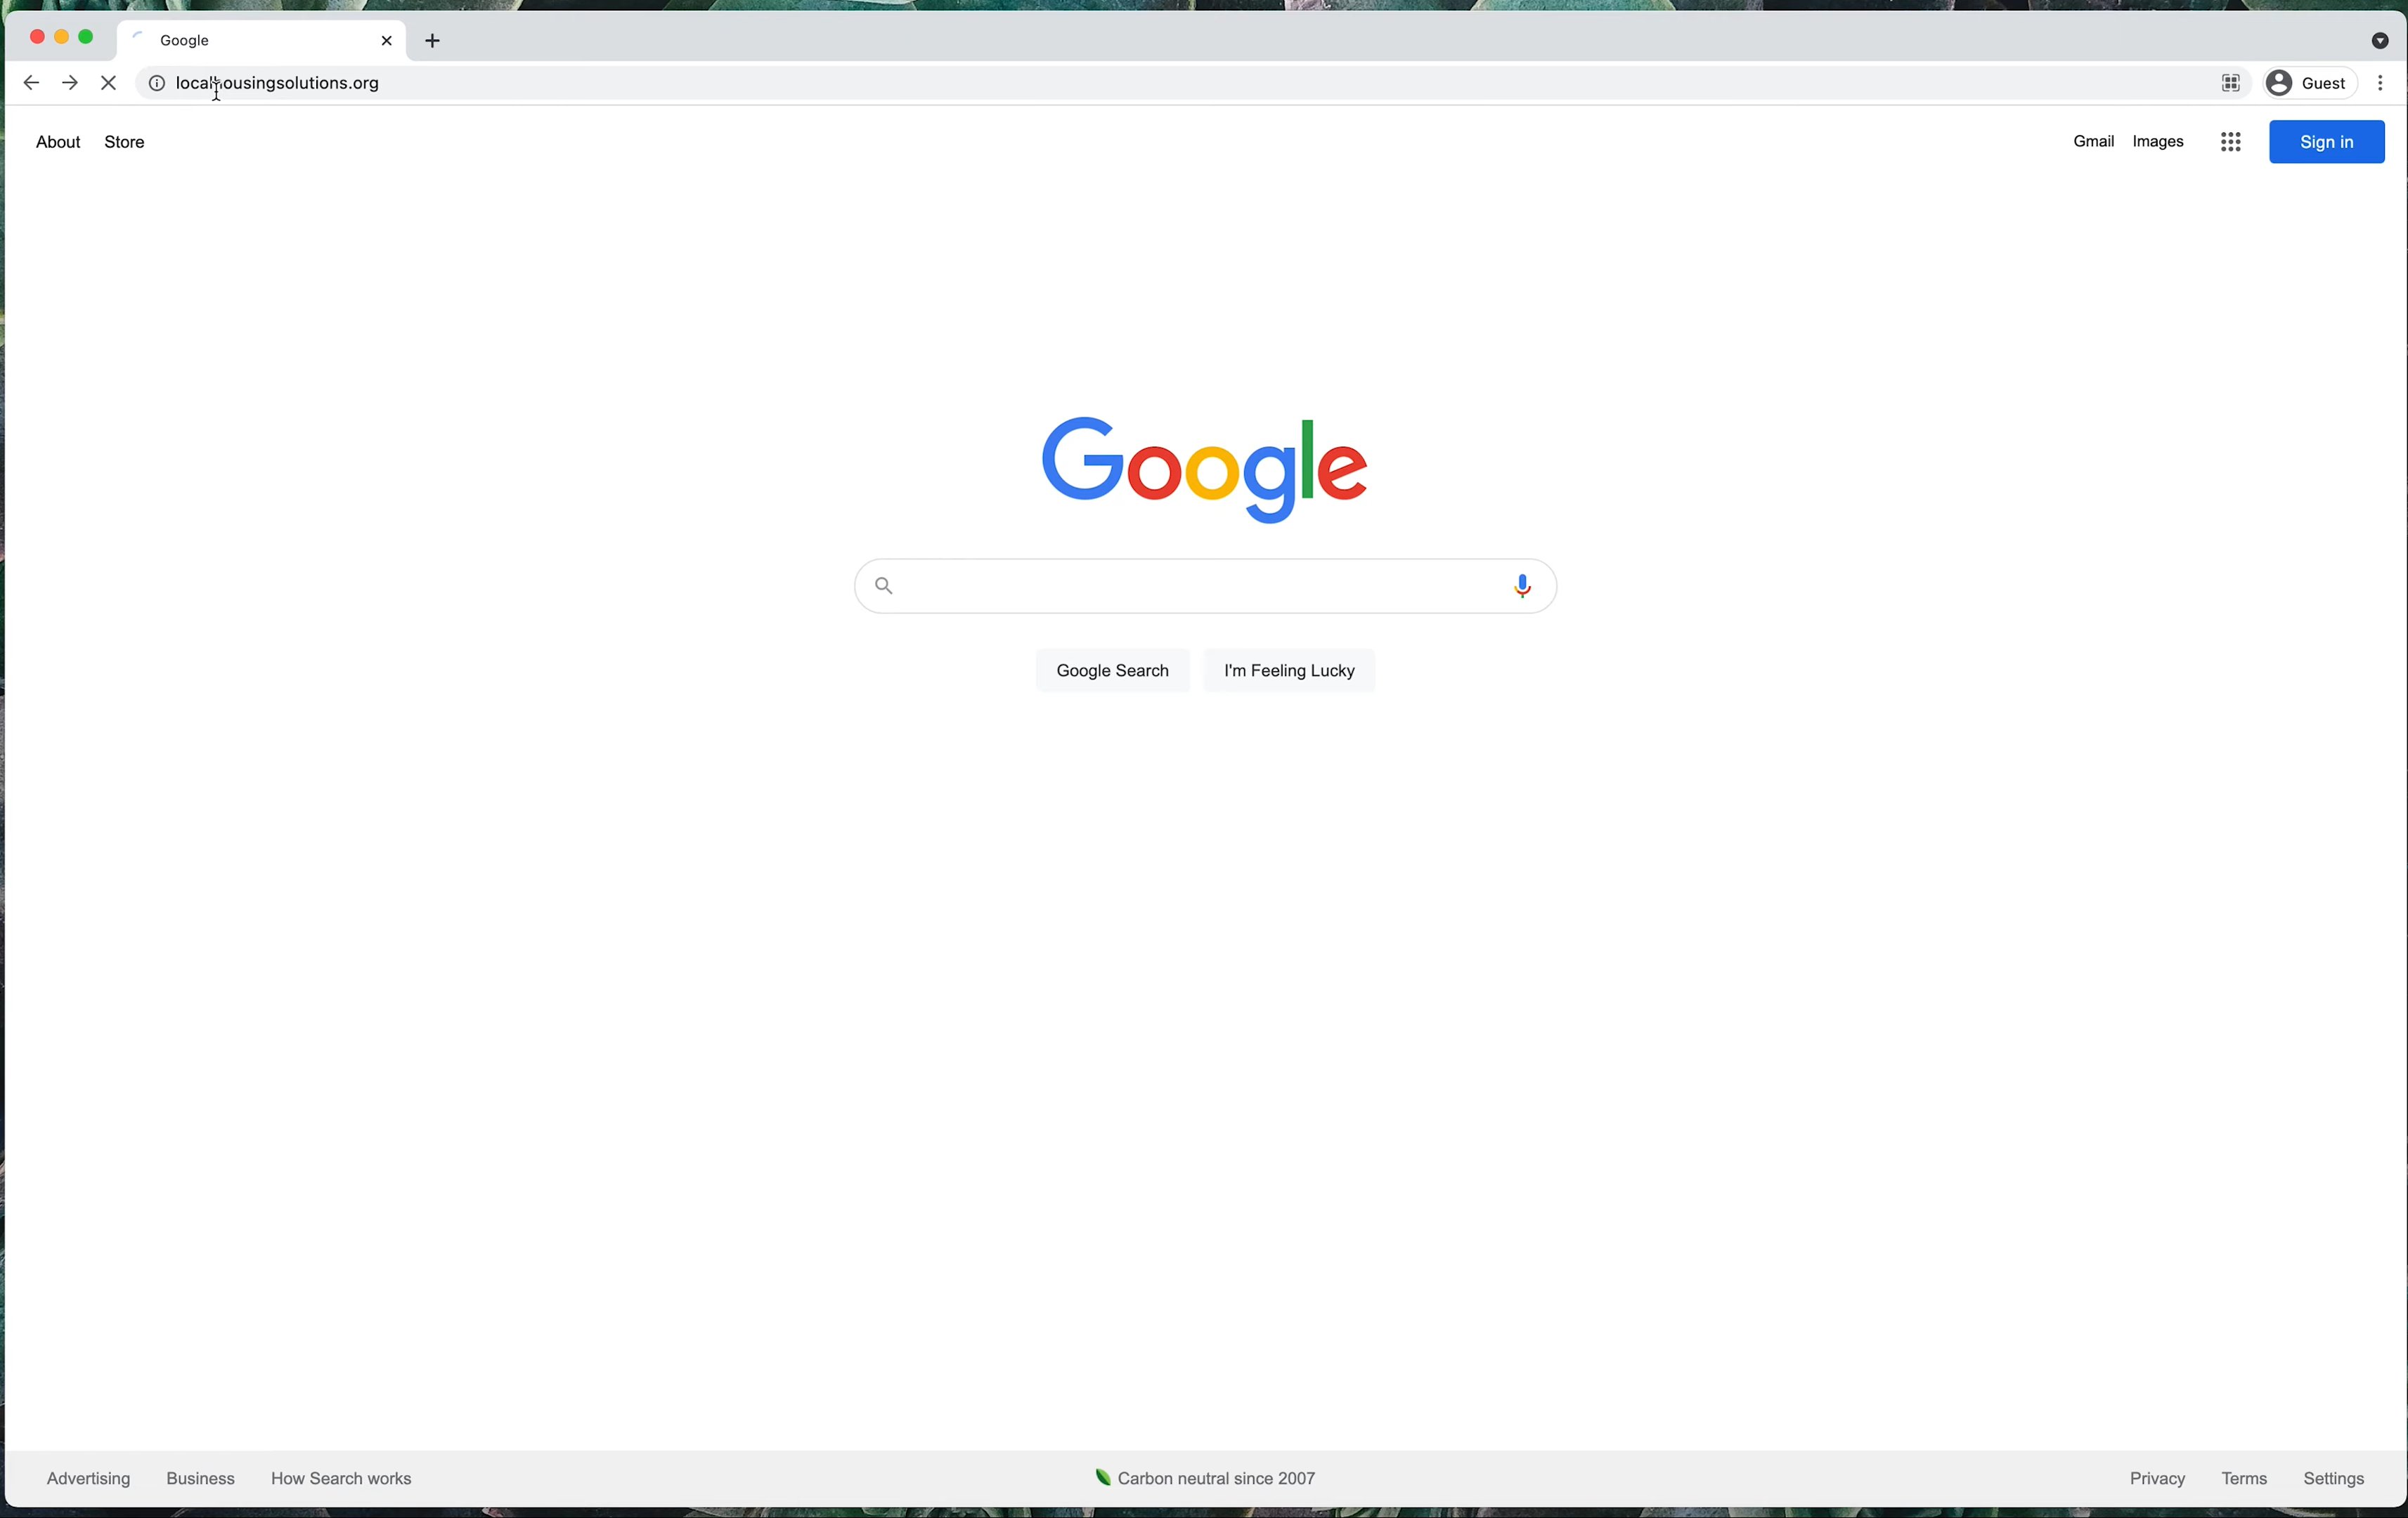 Google
localhousingsolutions.org
Guest
About Store
Gmail Images Sign in
Google
Google Search I'm Feeling Lucky
Advertising Business How Search works
Carbon neutral since 2007
Privacy Terms Settings